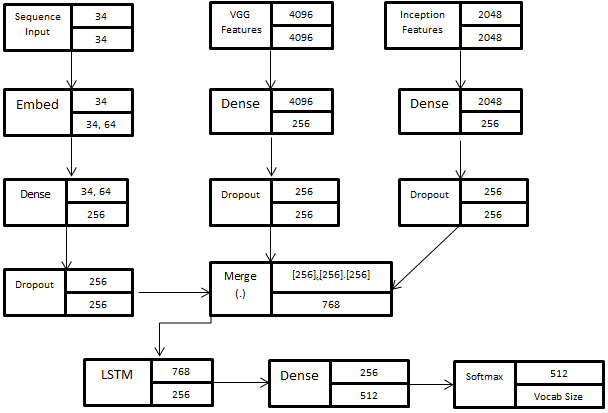 Sequence
Input
34
34
VGG
Features
4096
4096
Inception
Features
2048
2048
Embed
34
34, 64
Dense
4096
256
Dense
2048
256
Dense
34, 64
256
Dropout
256
256
Dropout
256
256
Dropout
256
256
Merge
(.)
[256],[256].[256]
768
LSTM
768
256
Dense
256
512
Softmax
512
Vocab Size